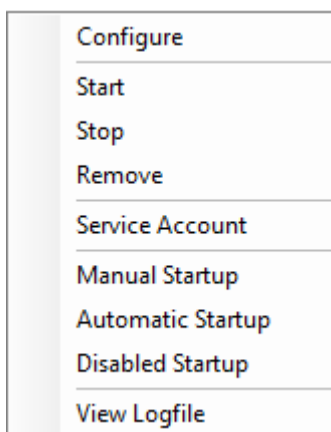 Configure
Start
Stop
Remove
Service Account
Manual Startup
Automatic Startup
Disabled Startup
View Logfile